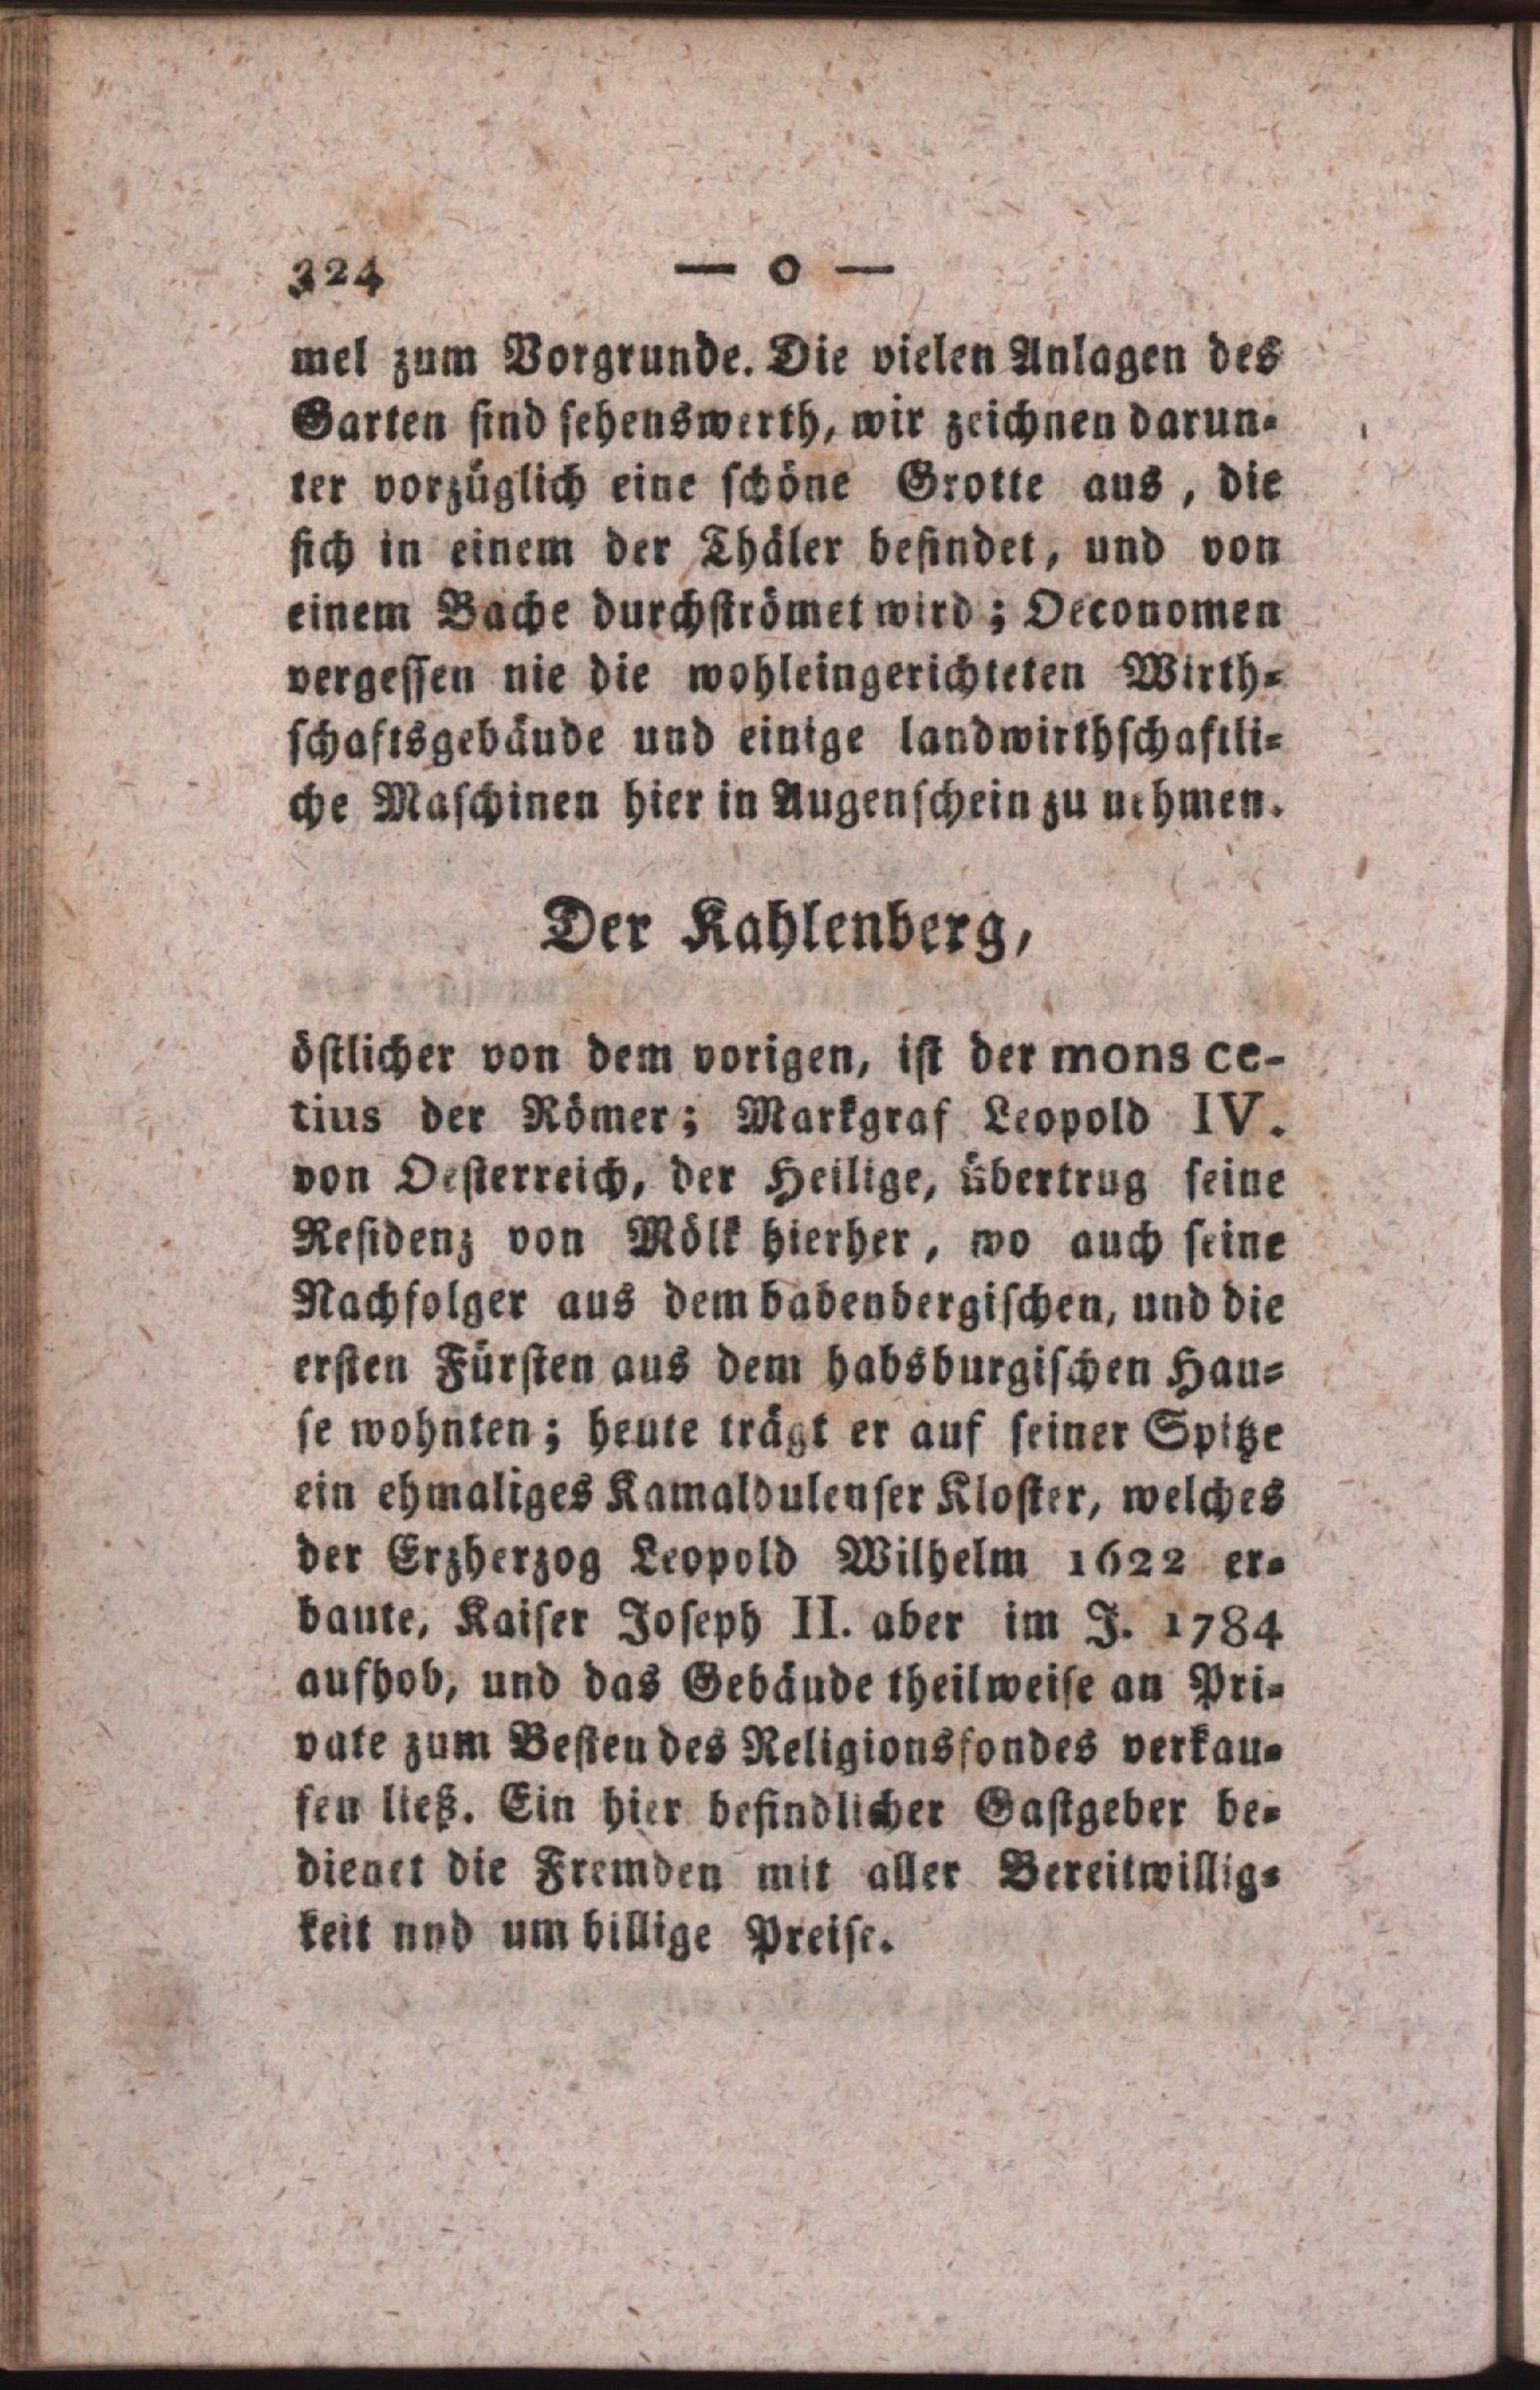 324 — o —
mel zum Vorgrunde. Die vielen Anlagen des
Garten sind sehenswerth, wir zeichnen darun-
ter vorzüglich eine schöne Grotte aus, die
sich in einem der Thäler befindet, und von
einem Bache durchströmet wird; Oeconomen
vergessen nie die wohleingerichteten Wirth-
schaftsgebäude und einige landwirthschaftli-
che Maschinen hier in Augenschein zu nehmen.
Der Kahlenberg,
östlicher von dem vorigen, ist der mons ce-
tius der Römer; Markgraf Leopold IV.
von Oesterreich, der Heilige, übertrug seine
Residenz von Mölk hierher, wo auch seine
Nachfolger aus dem babenbergischen, und die
ersten Fürsten aus dem habsburgischen Hau-
se wohnten; heute trägt er auf seiner Spitze
ein ehmaliges Kamaldulenser Kloster, welches
der Erzherzog Leopold Wilhelm 1622 er-
baute, Kaiser Joseph II. aber im J. 1784
aufhob, und das Gebäude theilweise an Pri-
vate zum Besten des Religionsfondes verkau-
fen ließ. Ein hier befindlicher Gastgeber be-
dienet die Fremden mit aller Bereitwillig-
keit nnd um billige Preise.